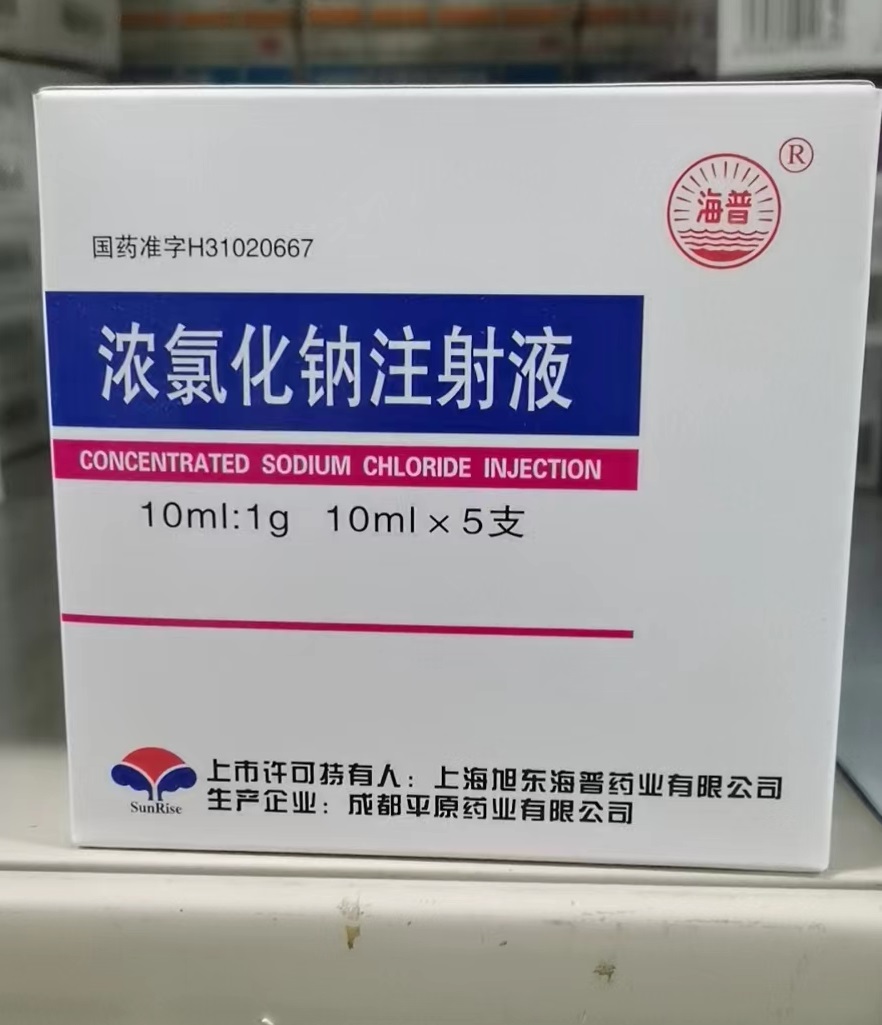 海普
®
国药准字H31020667
浓氯化钠注射液
CONCENTRATED SODIUM CHLORIDE INJECTION
10ml:1g 10ml×5支
SunRise
上市许可持有人：上海旭东海普药业有限公司
生产企业：成都平原药业有限公司